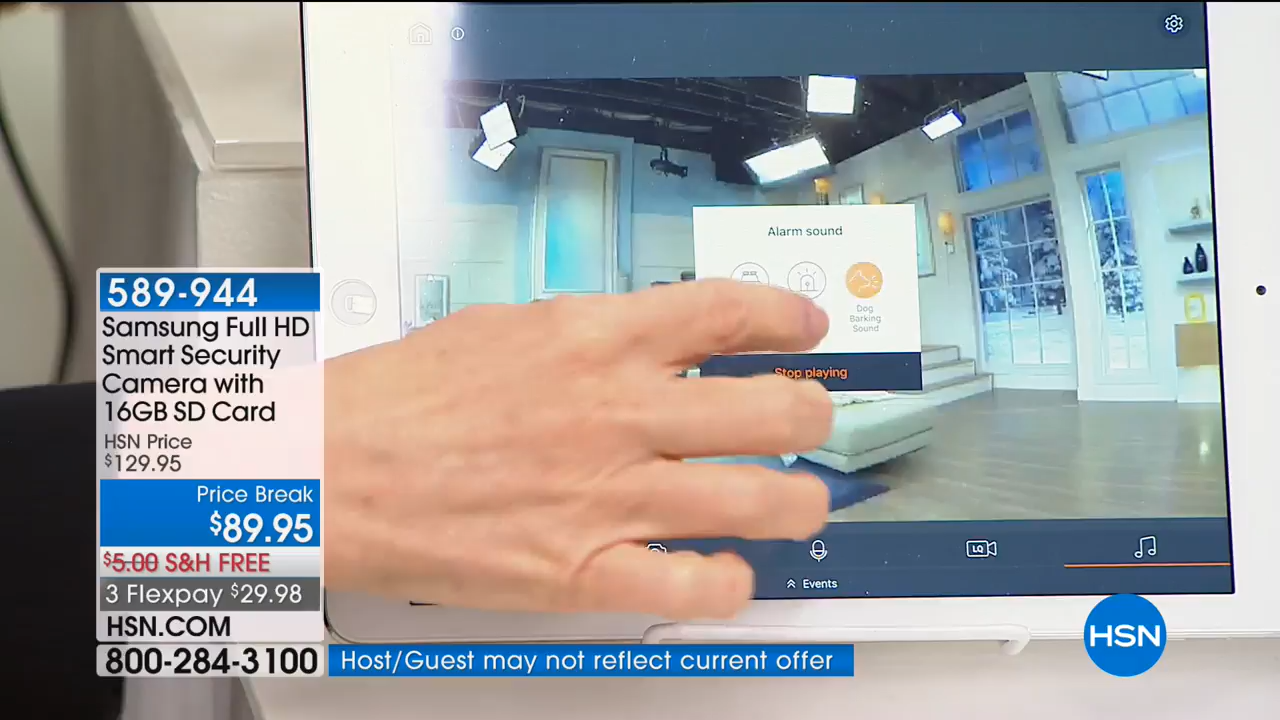 589-944
Samsung Full HD
Smart Security
Camera with
16GB SD Card
HSN Price
$129.95
Price Break
$89.95
$5.00 S&H FREE
3 Flexpay $29.98
HSN.COM
800-284-3100
Host/Guest may not reflect current offer
HSN
Alarm sound
Dog
Barking
Sound
Stop playing
LQ
Events